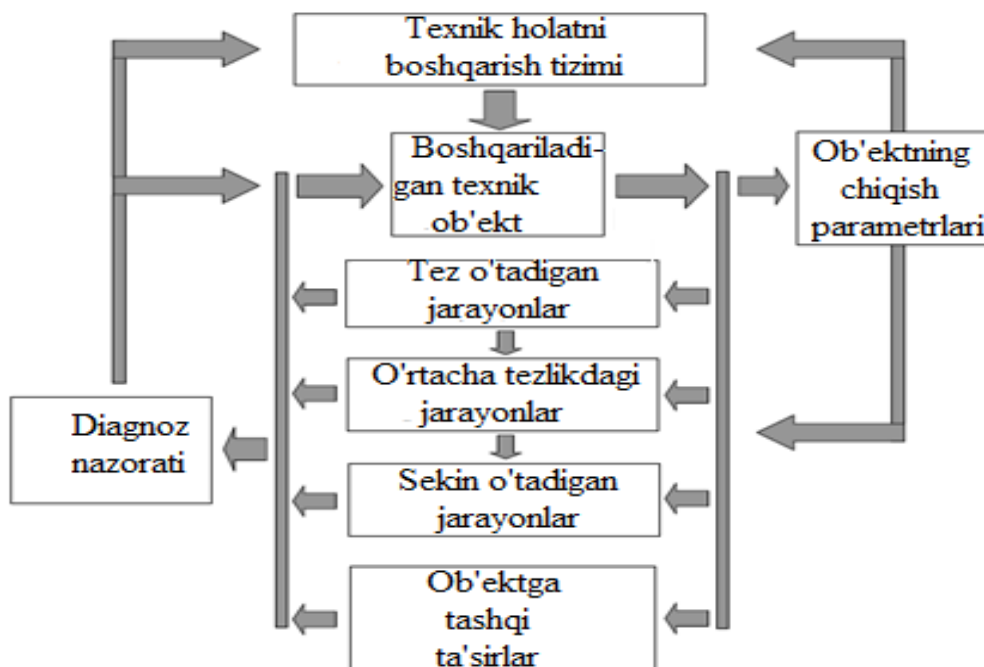 Texnik holatni
boshqarish tizimi
Boshqariladi-
gan texnik
ob'ekt
Ob'ektning
chiqish
parametrlari
Tez o'tadigan
jarayonlar
O'rtacha tezlikdagi
jarayonlar
Diagnoz
nazorati
Sekin o'tadigan
jarayonlar
Ob'ektga
tashqi
ta'sirlar